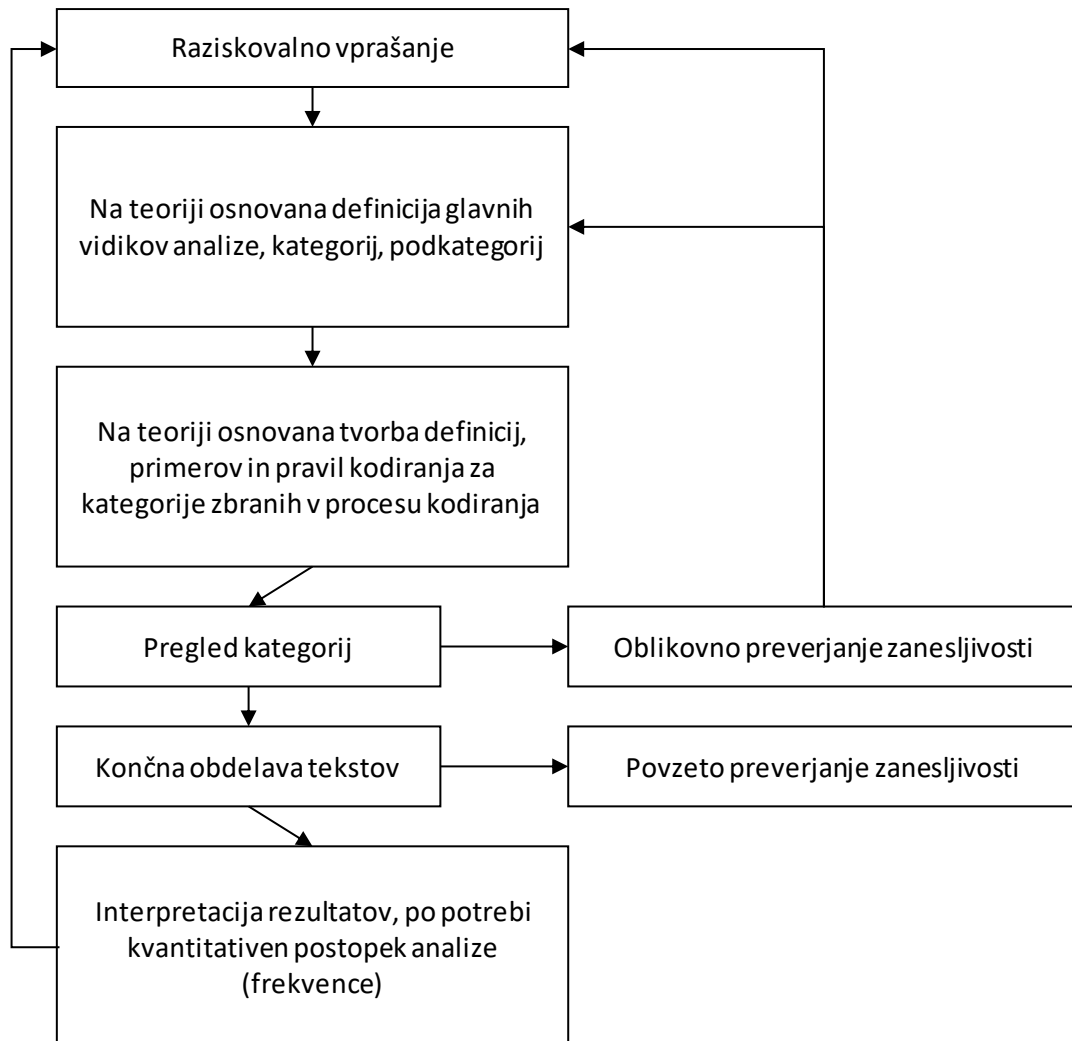 Raziskovalno vprašanje
Na teoriji osnovana definicija glavnih
vidikov analize, kategorij, podkategorij
Na teoriji osnovana tvorba definicij,
primerov in pravil kodiranja za
kategorije zbranih v procesu kodiranja
Pregled kategorij
Oblikovno preverjanje zanesljivosti
Končna obdelava tekstov
Povzeto preverjanje zanesljivosti
Interpretacija rezultatov, po potrebi
kvantitativen postopek analize
(frekvence)